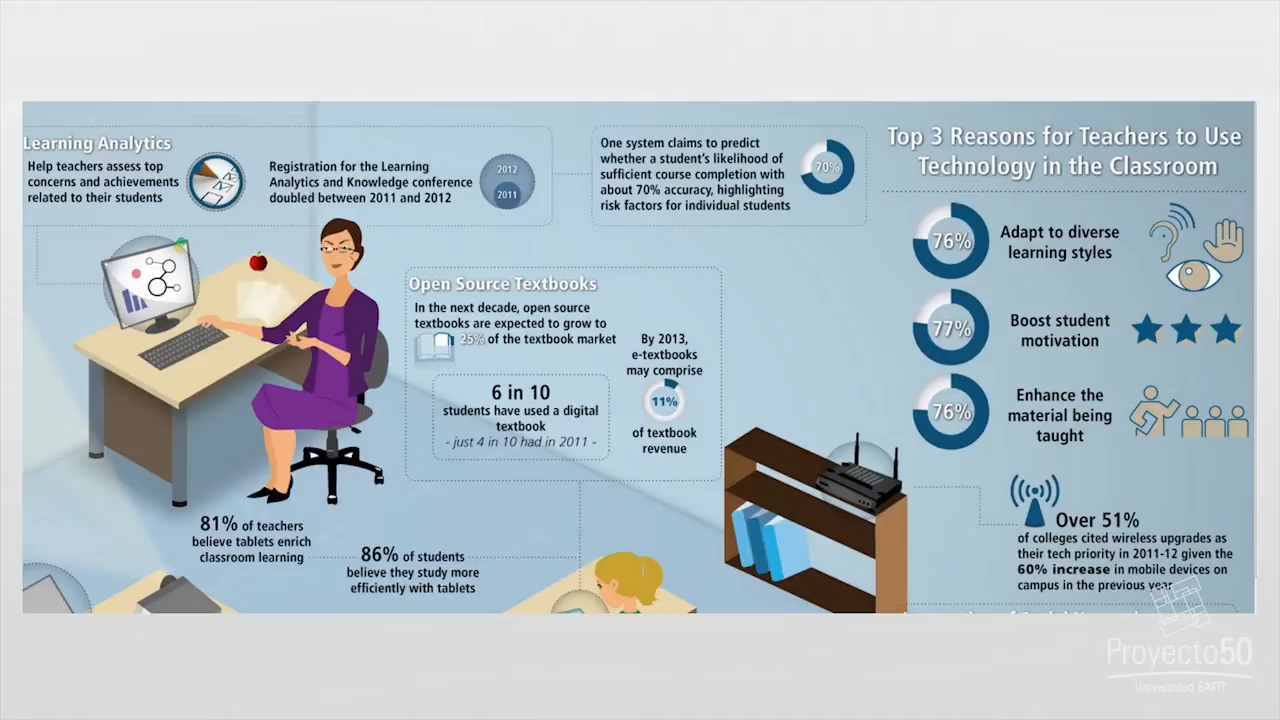 Learning Analytics
Help teachers assess top
concerns and achievements
related to their students
Registration for the Learning
Analytics and Knowledge conference
doubled between 2011 and 2012
2012
2011
One system claims to predict
whether a student's likelihood of
sufficient course completion with
about 70% accuracy, highlighting
risk factors for individual students
70%
Top 3 Reasons for Teachers to Use
Technology in the Classroom
76%
Adapt to diverse
learning styles
77%
Boost student
motivation
76%
Enhance the
material being
taught
Open Source Textbooks
In the next decade, open source
textbooks are expected to grow to
25% of the textbook market
6 in 10
students have used a digital
textbook
- just 4 in 10 had in 2011 -
By 2013,
e-textbooks
may comprise
11%
of textbook
revenue
81% of teachers
believe tablets enrich
classroom learning
86% of students
believe they study more
efficiently with tablets
Over 51%
of colleges cited wireless upgrades as
their tech priority in 2011-12 given the
60% increase in mobile devices on
campus in the previous year
Proyecto50
Universidad EAFIT